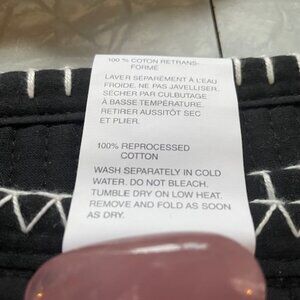 100 % COTON RETRANS-
FORMÉ
LAVER SÉPARÉMENT À L'EAU
FROIDE. NE PAS JAVELLISER.
SÉCHER PAR CULBUTAGE
À BASSE TEMPÉRATURE.
RETIRER AUSSITÔT SEC
ET PLIER.
100% REPROCESSED
COTTON
WASH SEPARATELY IN COLD
WATER. DO NOT BLEACH.
TUMBLE DRY ON LOW HEAT.
REMOVE AND FOLD AS SOON
AS DRY.